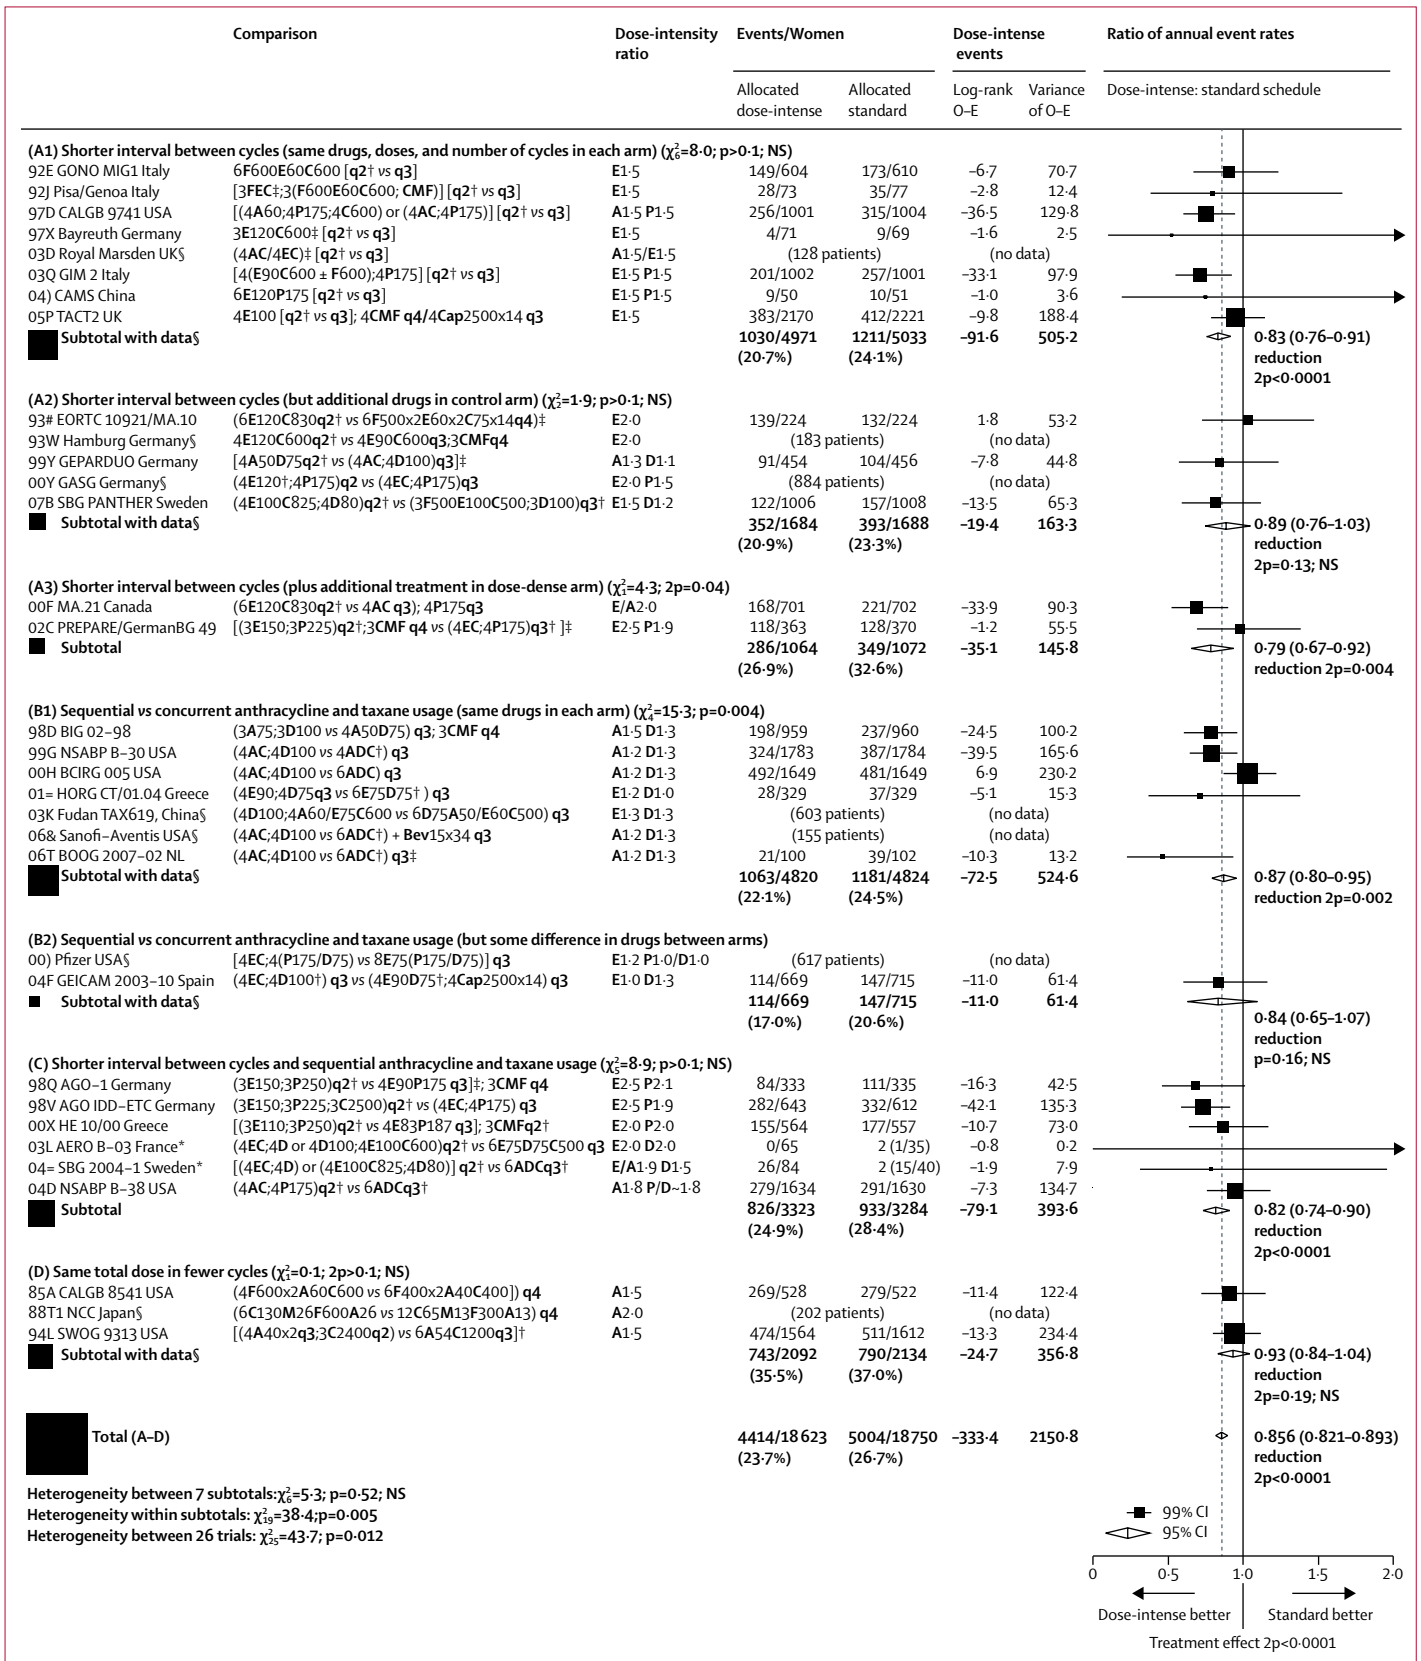 Comparison Dose-intensity ratio Events/Women Dose-intense events Ratio of annual event rates
Allocated dose-intense Allocated standard Log-rank O–E Variance of O–E Dose-intense: standard schedule
(A1) Shorter interval between cycles (same drugs, doses, and number of cycles in each arm) (χ²₆=8·0; p>0·1; NS)
92E GONO MIG1 Italy 6F600E60C600 [q2† vs q3] E1·5 149/604 173/610 –6·7 70·7
92J Pisa/Genoa Italy [3FEC‡;3(F600E60C600; CMF)] [q2† vs q3] E1·5 28/73 35/77 –2·8 12·4
97D CALGB 9741 USA [(4A60;4P175;4C600) or (4AC;4P175)] [q2† vs q3] A1·5 P1·5 256/1001 315/1004 –36·5 129·8
97X Bayreuth Germany 3E120C600‡ [q2† vs q3] E1·5 4/71 9/69 –1·6 2·5
03D Royal Marsden UK§ (4AC/4EC)‡ [q2† vs q3] A1·5/E1·5 (128 patients) (no data)
03Q GIM 2 Italy [4(E90C600 ± F600);4P175] [q2† vs q3] E1·5 P1·5 201/1002 257/1001 –33·1 97·9
04) CAMS China 6E120P175 [q2† vs q3] E1·5 P1·5 9/50 10/51 –1·0 3·6
05P TACT2 UK 4E100 [q2† vs q3]; 4CMF q4/4Cap2500x14 q3 E1·5 383/2170 412/2221 –9·8 188·4
Subtotal with data§ 1030/4971 1211/5033 –91·6 505·2 0·83 (0·76–0·91)
(20·7%) (24·1%) reduction
2p<0·0001
(A2) Shorter interval between cycles (but additional drugs in control arm) (χ²₂=1·9; p>0·1; NS)
93# EORTC 10921/MA.10 (6E120C830q2† vs 6F500x2E60x2C75x14q4)‡ E2·0 139/224 132/224 1·8 53·2
93W Hamburg Germany§ 4E120C600q2† vs 4E90C600q3;3CMFq4 E2·0 (183 patients) (no data)
99Y GEPARDUO Germany [4A50D75q2† vs (4AC;4D100)q3]‡ A1·3 D1·1 91/454 104/456 –7·8 44·8
00Y GASG Germany§ (4E120†;4P175)q2 vs (4EC;4P175)q3 E2·0 P1·5 (884 patients) (no data)
07B SBG PANTHER Sweden (4E100C825;4D80)q2† vs (3F500E100C500;3D100)q3† E1·5 D1·2 122/1006 157/1008 –13·5 65·3
Subtotal with data§ 352/1684 393/1688 –19·4 163·3 0·89 (0·76–1·03)
(20·9%) (23·3%) reduction
2p=0·13; NS
(A3) Shorter interval between cycles (plus additional treatment in dose-dense arm) (χ²₁=4·3; 2p=0·04)
00F MA.21 Canada (6E120C830q2† vs 4AC q3); 4P175q3 E/A2·0 168/701 221/702 –33·9 90·3
02C PREPARE/GermanBG 49 [(3E150;3P225)q2†;3CMF q4 vs (4EC;4P175)q3† ]‡ E2·5 P1·9 118/363 128/370 –1·2 55·5
Subtotal 286/1064 349/1072 –35·1 145·8 0·79 (0·67–0·92)
(26·9%) (32·6%) reduction 2p=0·004
(B1) Sequential vs concurrent anthracycline and taxane usage (same drugs in each arm) (χ²₄=15·3; p=0·004)
98D BIG 02–98 (3A75;3D100 vs 4A50D75) q3; 3CMF q4 A1·5 D1·3 198/959 237/960 –24·5 100·2
99G NSABP B–30 USA (4AC;4D100 vs 4ADC†) q3 A1·2 D1·3 324/1783 387/1784 –39·5 165·6
00H BCIRG 005 USA (4AC;4D100 vs 6ADC) q3 A1·2 D1·3 492/1649 481/1649 6·9 230·2
01= HORG CT/01.04 Greece (4E90;4D75q3 vs 6E75D75† ) q3 E1·2 D1·0 28/329 37/329 –5·1 15·3
03K Fudan TAX619, China§ (4D100;4A60/E75C600 vs 6D75A50/E60C500) q3 E1·3 D1·3 (603 patients) (no data)
06& Sanofi–Aventis USA§ (4AC;4D100 vs 6ADC†) + Bev15x34 q3 A1·2 D1·3 (155 patients) (no data)
06T BOOG 2007–02 NL (4AC;4D100 vs 6ADC†) q3‡ A1·2 D1·3 21/100 39/102 –10·3 13·2
Subtotal with data§ 1063/4820 1181/4824 –72·5 524·6 0·87 (0·80–0·95)
(22·1%) (24·5%) reduction 2p=0·002
(B2) Sequential vs concurrent anthracycline and taxane usage (but some difference in drugs between arms)
00) Pfizer USA§ [4EC;4(P175/D75) vs 8E75(P175/D75)] q3 E1·2 P1·0/D1·0 (617 patients) (no data)
04F GEICAM 2003–10 Spain (4EC;4D100†) q3 vs (4E90D75†;4Cap2500x14) q3 E1·0 D1·3 114/669 147/715 –11·0 61·4
Subtotal with data§ 114/669 147/715 –11·0 61·4
(17·0%) (20·6%) 0·84 (0·65–1·07)
reduction
p=0·16; NS
(C) Shorter interval between cycles and sequential anthracycline and taxane usage (χ²₅=8·9; p>0·1; NS)
98Q AGO–1 Germany (3E150;3P250)q2† vs 4E90P175 q3]‡; 3CMF q4 E2·5 P2·1 84/333 111/335 –16·3 42·5
98V AGO IDD–ETC Germany (3E150;3P225;3C2500)q2† vs (4EC;4P175) q3 E2·5 P1·9 282/643 332/612 –42·1 135·3
00X HE 10/00 Greece [(3E110;3P250)q2† vs 4E83P187 q3]; 3CMFq2† E2·0 P2·0 155/564 177/557 –10·7 73·0
03L AERO B–03 France* (4EC;4D or 4D100;4E100C600)q2† vs 6E75D75C500 q3 E2·0 D2·0 0/65 2 (1/35) –0·8 0·2
04= SBG 2004–1 Sweden* [(4EC;4D) or (4E100C825;4D80)] q2† vs 6ADCq3† E/A1·9 D1·5 26/84 2 (15/40) –1·9 7·9
04D NSABP B–38 USA (4AC;4P175)q2† vs 6ADCq3† A1·8 P/D~1·8 279/1634 291/1630 –7·3 134·7
Subtotal 826/3323 933/3284 –79·1 393·6 0·82 (0·74–0·90)
(24·9%) (28·4%) reduction
2p<0·0001
(D) Same total dose in fewer cycles (χ²₁=0·1; 2p>0·1; NS)
85A CALGB 8541 USA (4F600x2A60C600 vs 6F400x2A40C400]) q4 A1·5 269/528 279/522 –11·4 122·4
88T1 NCC Japan§ (6C130M26F600A26 vs 12C65M13F300A13) q4 A2·0 (202 patients) (no data)
94L SWOG 9313 USA [(4A40x2q3;3C2400q2) vs 6A54C1200q3]† A1·5 474/1564 511/1612 –13·3 234·4
Subtotal with data§ 743/2092 790/2134 –24·7 356·8 0·93 (0·84–1·04)
(35·5%) (37·0%) reduction
2p=0·19; NS
Total (A–D) 4414/18 623 5004/18 750 –333·4 2150·8 0·856 (0·821–0·893)
(23·7%) (26·7%) reduction
2p<0·0001
Heterogeneity between 7 subtotals:χ²₆=5·3; p=0·52; NS
Heterogeneity within subtotals: χ²₁₉=38·4;p=0·005
Heterogeneity between 26 trials: χ²₂₅=43·7; p=0·012
99% CI
95% CI
0 0·5 1·0 1·5 2·0
Dose-intense better Standard better
Treatment effect 2p<0·0001